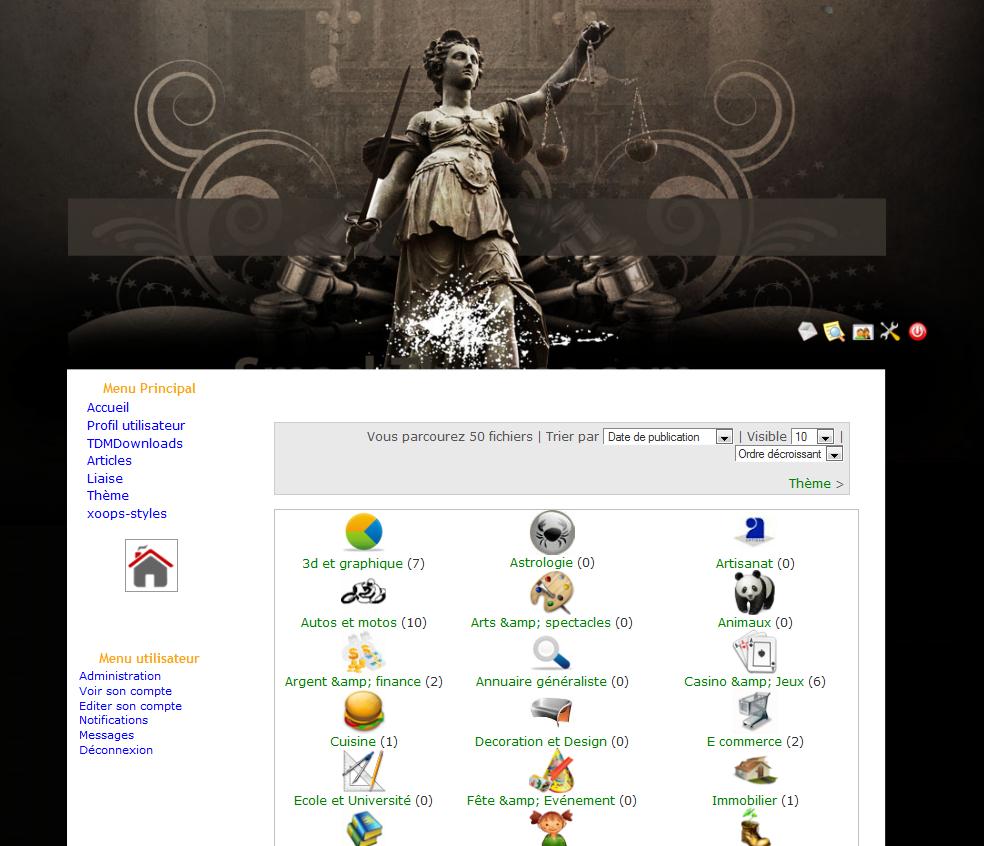 Menu Principal
Accueil
Profil utilisateur
TDMDownloads
Articles
Liaise
Thème
xoops-styles
Menu utilisateur
Administration
Voir son compte
Editer son compte
Notifications
Messages
Déconnexion
Vous parcourez 50 fichiers | Trier par Date de publication | Visible 10 |
Ordre décroissant
Thème >
3d et graphique (7) Astrologie (0) Artisanat (0)
Autos et motos (10) Arts &amp; spectacles (0) Animaux (0)
Argent &amp; finance (2) Annuaire généraliste (0) Casino &amp; Jeux (6)
Cuisine (1) Decoration et Design (0) E commerce (2)
Ecole et Université (0) Fête &amp; Evénement (0) Immobilier (1)